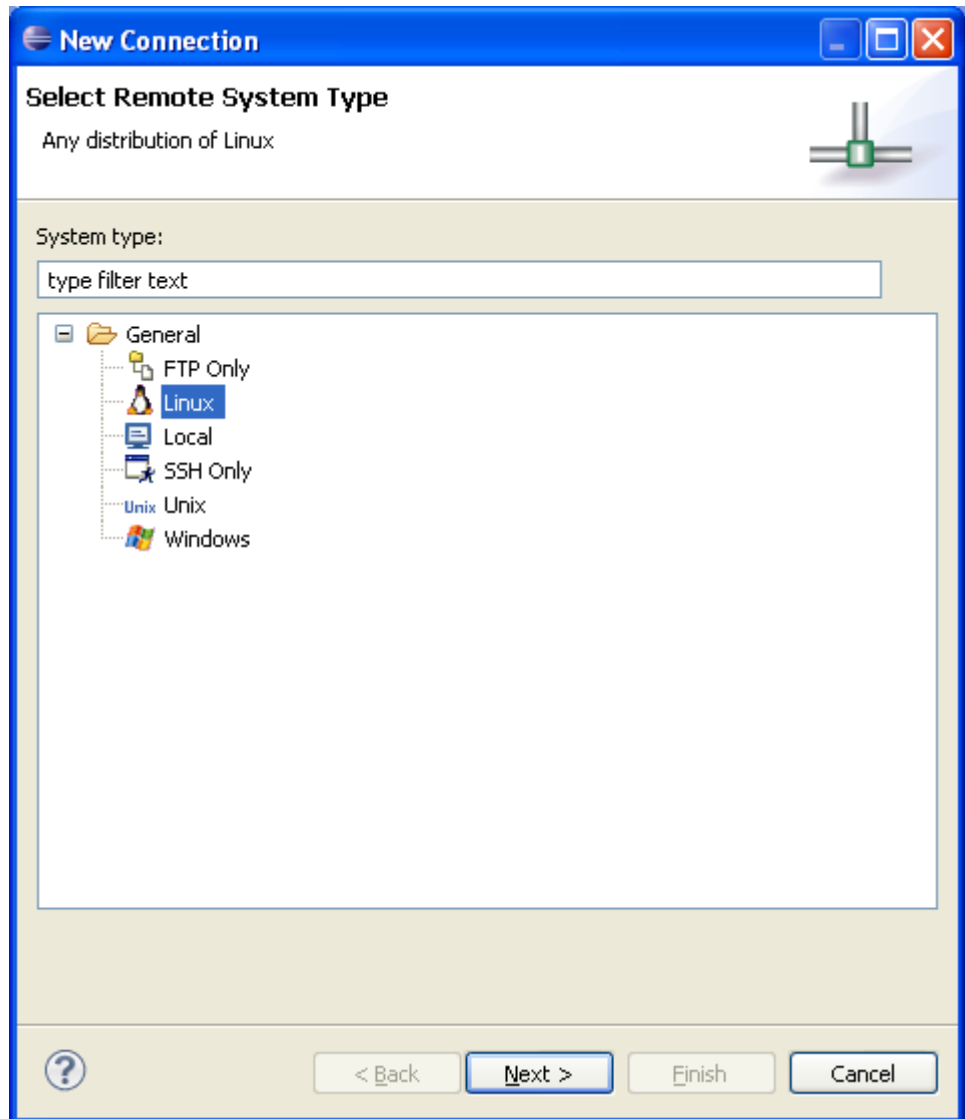 New Connection
Select Remote System Type
Any distribution of Linux
System type:
type filter text
General
FTP Only
Linux
Local
SSH Only
Unix Unix
Windows
? < Back Next > Finish Cancel